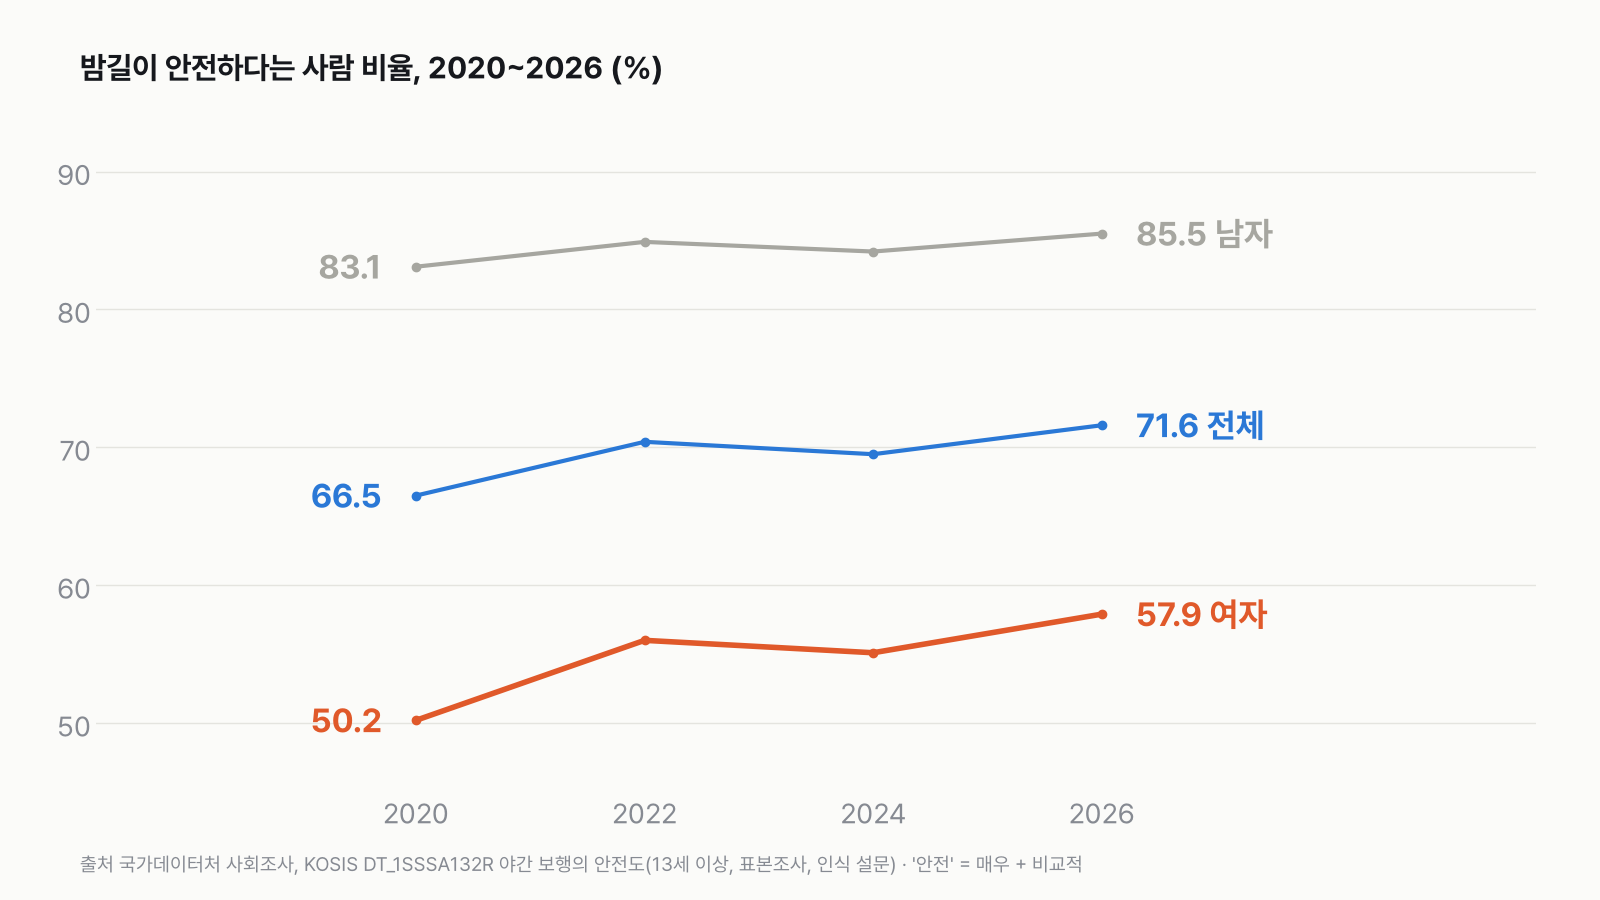 밤길이 안전하다는 사람 비율, 2020~2026 (%)
90
85.5 남자
83.1
80
71.6 전체
70
66.5
60
57.9 여자
50.2
50
2020 2022 2024 2026
출처 국가데이터처 사회조사, KOSIS DT_1SSSA132R 야간 보행의 안전도(13세 이상, 표본조사, 인식 설문) · '안전' = 매우 + 비교적